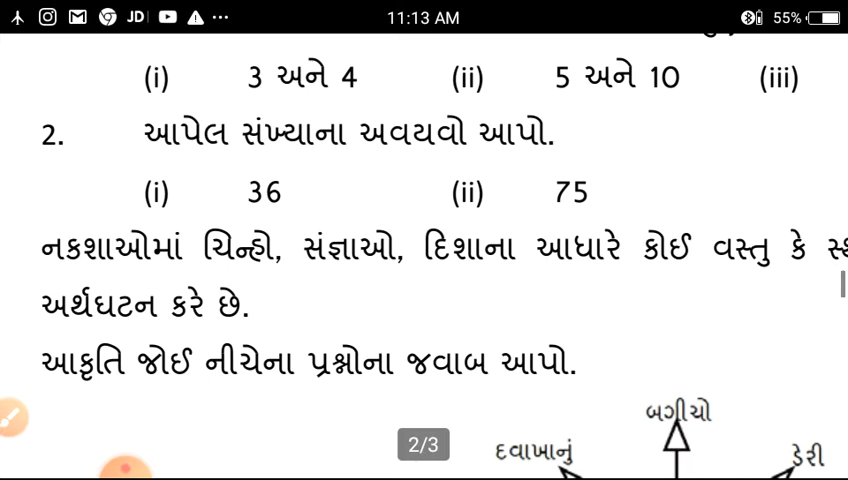 JD 11:13 AM 55%
(i) 3 અને 4 (ii) 5 અને 10 (iii)
2. આપેલ સંખ્યાના અવયવો આપો.
(i) 36 (ii) 75
નકશાઓમાં ચિન્હો, સંજ્ઞાઓ, દિશાના આધારે કોઈ વસ્તુ કે
અર્થઘટન કરે છે.
આકૃતિ જોઈ નીચેના પ્રશ્નોના જવાબ આપો.
બગીચો
2/3
દવાખાનું ડેરી